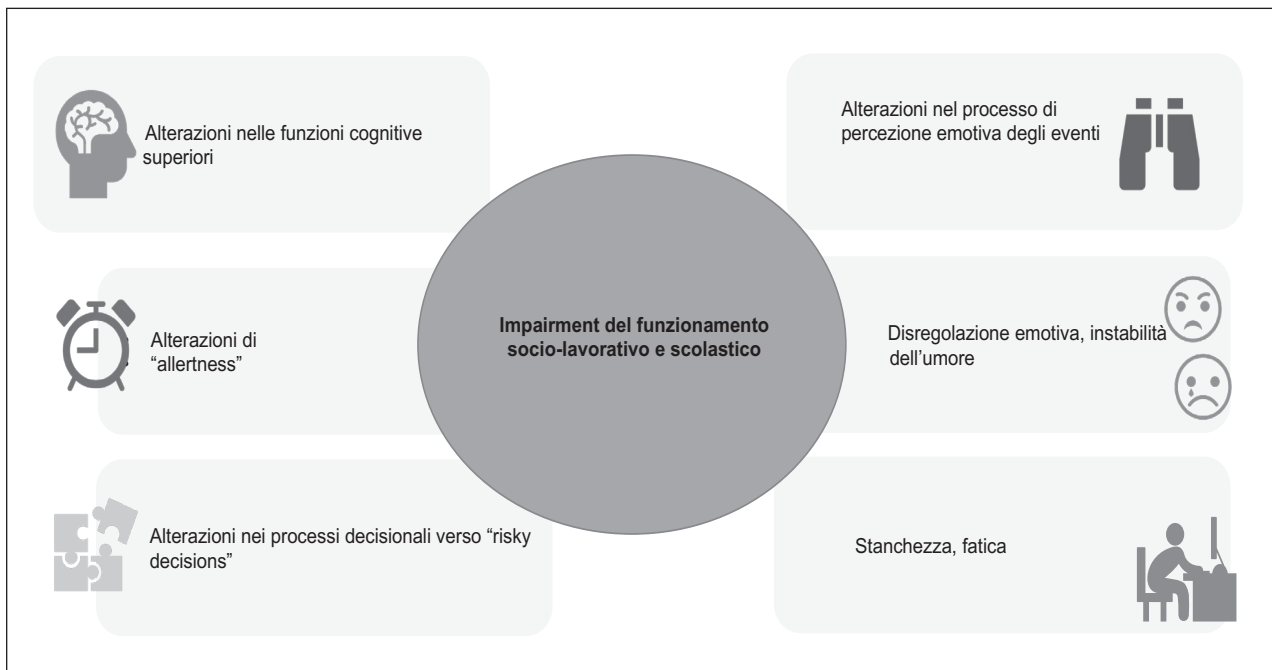 Alterazioni nelle funzioni cognitive
superiori
Alterazioni nel processo di
percezione emotiva degli eventi
Impairment del funzionamento
socio-lavorativo e scolastico
Alterazioni di
“allertness”
Disregolazione emotiva, instabilità
dell’umore
Alterazioni nei processi decisionali verso “risky
decisions”
Stanchezza, fatica